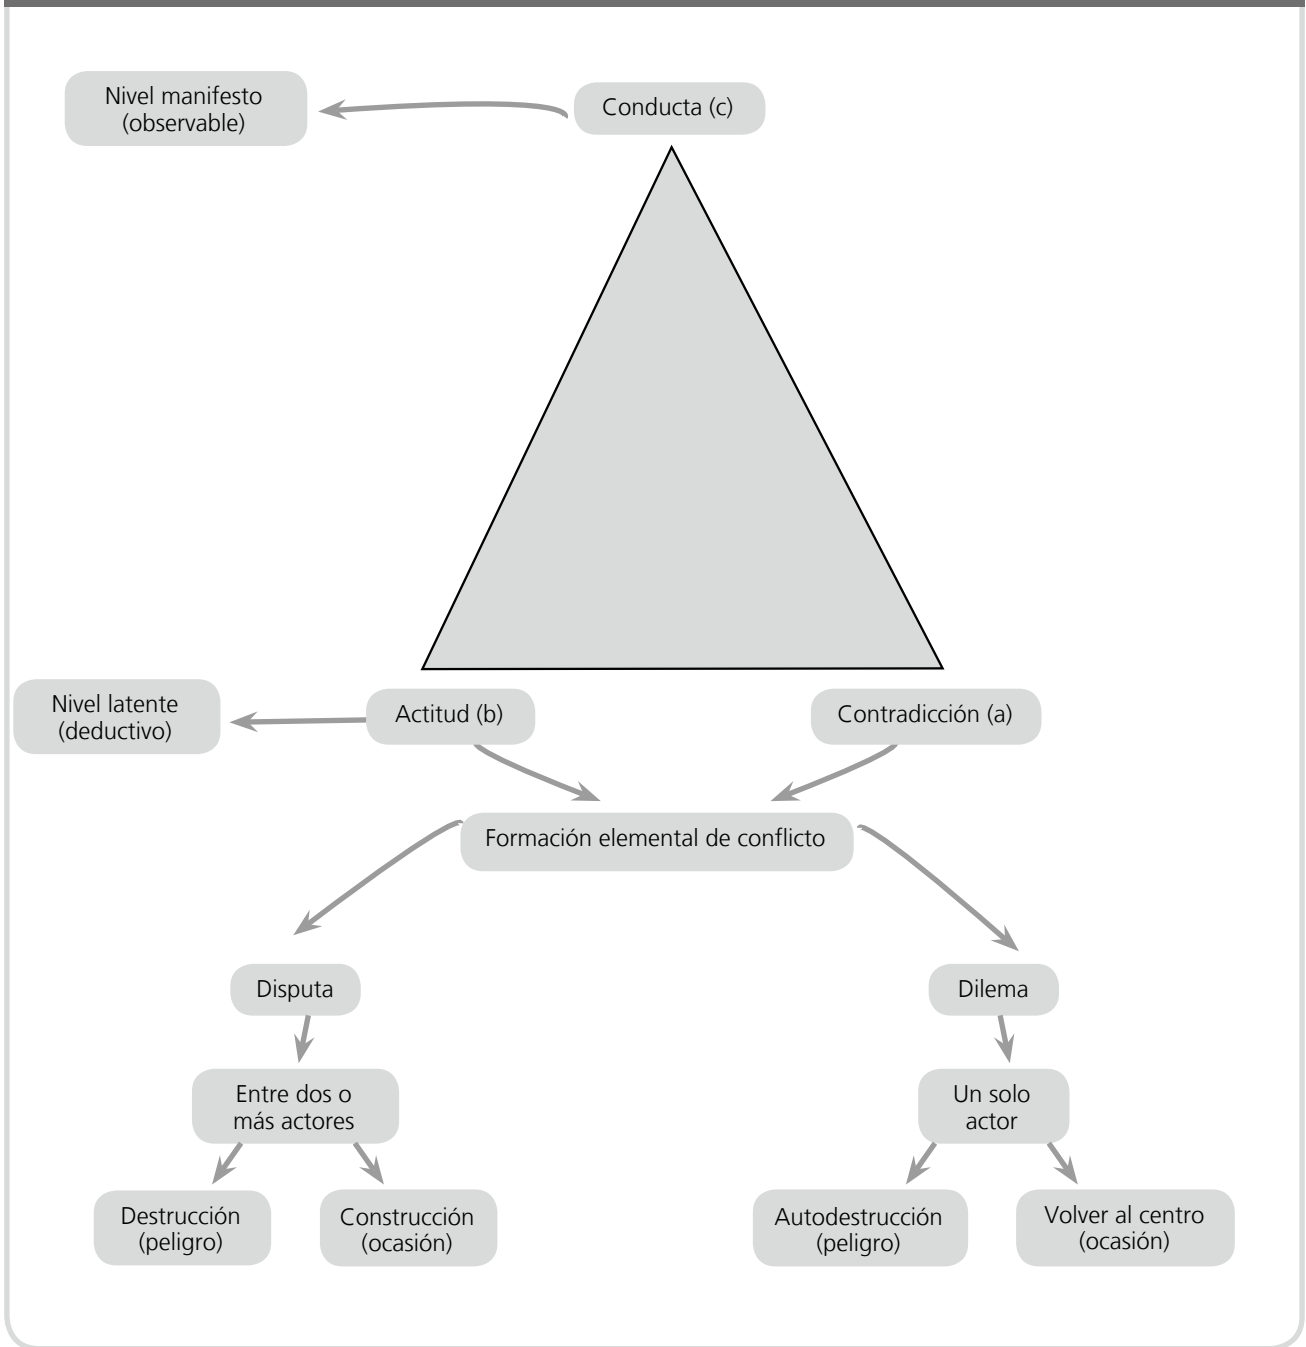 Nivel manifesto
(observable)
Conducta (c)
Nivel latente
(deductivo)
Actitud (b)
Contradicción (a)
Formación elemental de conflicto
Disputa
Dilema
Entre dos o
más actores
Un solo
actor
Destrucción
(peligro)
Construcción
(ocasión)
Autodestrucción
(peligro)
Volver al centro
(ocasión)